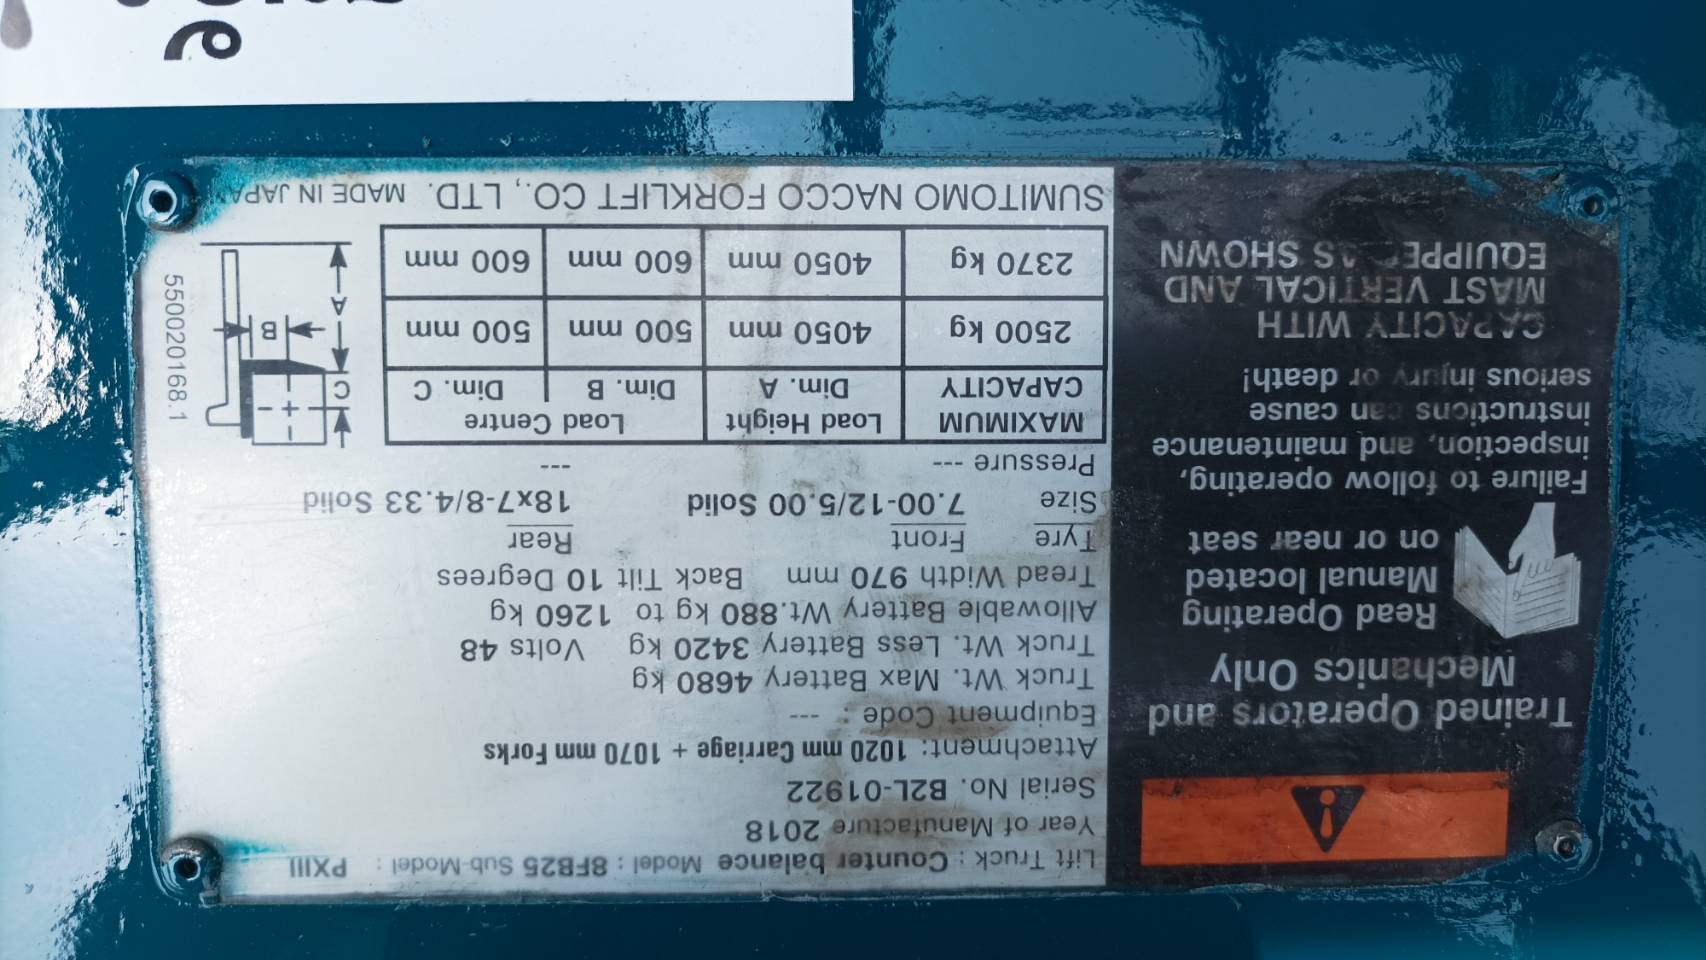 Trained Operators and
Mechanics Only
Read Operating
Manual located
on or near seat
Failure to follow operating,
inspection, and maintenance
instructions can cause
serious injury or death!
CAPACITY WITH
MAST VERTICAL AND
EQUIPPED AS SHOWN
Lift Truck : Counter balance Model : 8FB25 Sub-Model : PXIII
Year of Manufacture 2018
Serial No. B2L-01922
Attachment: 1020 mm Carriage + 1070 mm Forks
Equipment Code : ---
Truck Wt. Max Battery 4680 kg
Truck Wt. Less Battery 3420 kg Volts 48
Allowable Battery Wt. 880 kg to 1260 kg
Tread Width 970 mm Back Tilt 10 Degrees
Tyre Front Rear
Size 7.00-12/5.00 Solid 18x7-8/4.33 Solid
Pressure --- ---
MAXIMUM CAPACITY Load Height Dim. A Load Centre Dim. B Dim. C
2500 kg 4050 mm 500 mm 500 mm
2370 kg 4050 mm 600 mm 600 mm
C
B
A
550020168.1
SUMITOMO NACCO FORKLIFT CO., LTD. MADE IN JAPAN